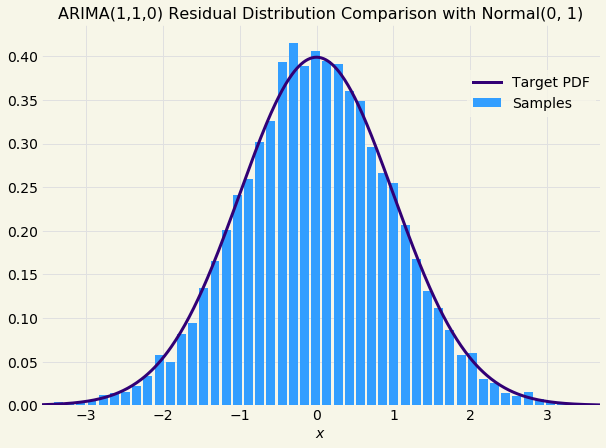 ARIMA(1,1,0) Residual Distribution Comparison with Normal(0, 1)
0.40
0.35
0.30
0.25
0.20
0.15
0.10
0.05
0.00
Target PDF
Samples
−3 −2 −1 0 1 2 3
x